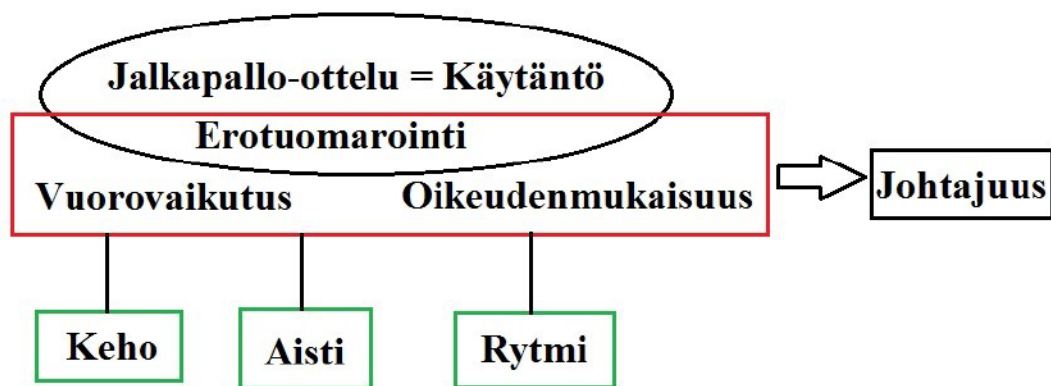 Jalkapallo-ottelu = Käytäntö
Erotuomarointi
Vuorovaikutus
Oikeudenmukaisuus
Johtajuus
Keho
Aisti
Rytmi